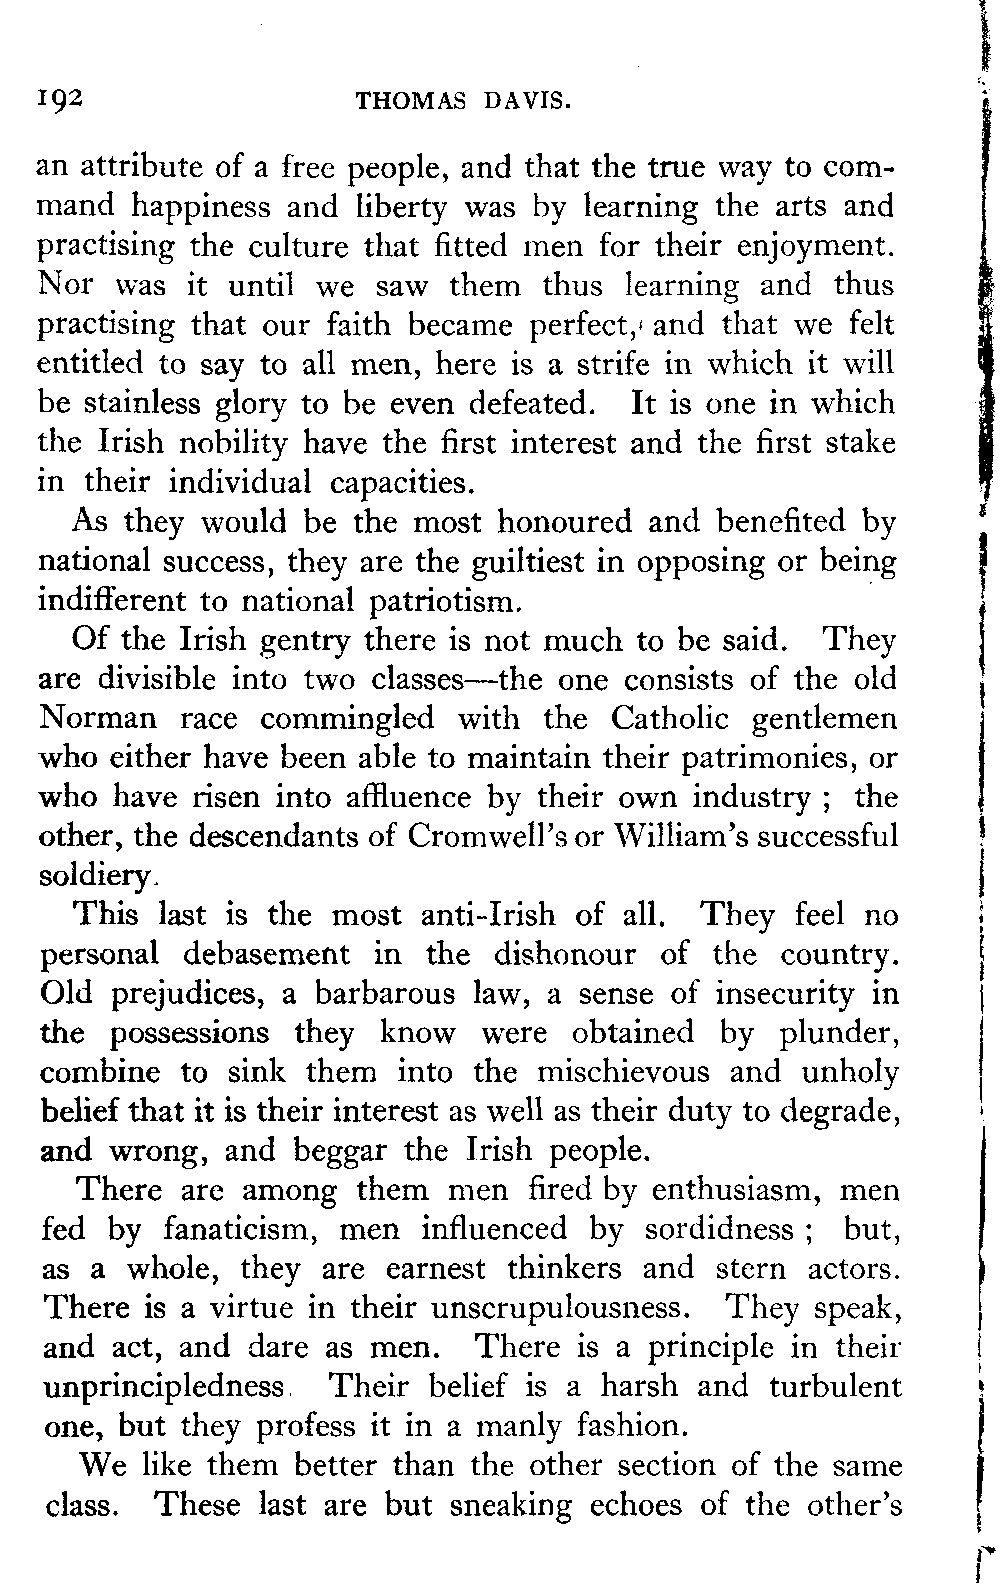 192 THOMAS DAVIS.
an attribute of a free people, and that the true way to com-
mand happiness and liberty was by learning the arts and
practising the culture that fitted men for their enjoyment.
Nor was it until we saw them thus learning and thus
practising that our faith became perfect, and that we felt
entitled to say to all men, here is a strife in which it will
be stainless glory to be even defeated. It is one in which
the Irish nobility have the first interest and the first stake
in their individual capacities.
As they would be the most honoured and benefited by
national success, they are the guiltiest in opposing or being
indifferent to national patriotism.
Of the Irish gentry there is not much to be said. They
are divisible into two classes—the one consists of the old
Norman race commingled with the Catholic gentlemen
who either have been able to maintain their patrimonies, or
who have risen into affluence by their own industry ; the
other, the descendants of Cromwell's or William's successful
soldiery.
This last is the most anti-Irish of all. They feel no
personal debasement in the dishonour of the country.
Old prejudices, a barbarous law, a sense of insecurity in
the possessions they know were obtained by plunder,
combine to sink them into the mischievous and unholy
belief that it is their interest as well as their duty to degrade,
and wrong, and beggar the Irish people.
There are among them men fired by enthusiasm, men
fed by fanaticism, men influenced by sordidness ; but,
as a whole, they are earnest thinkers and stern actors.
There is a virtue in their unscrupulousness. They speak,
and act, and dare as men. There is a principle in their
unprincipledness. Their belief is a harsh and turbulent
one, but they profess it in a manly fashion.
We like them better than the other section of the same
class. These last are but sneaking echoes of the other's